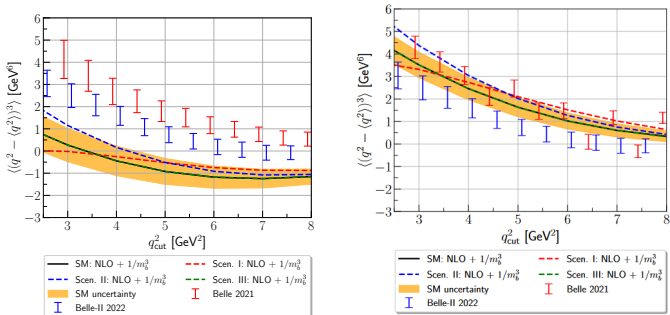 6
5
4
3
2
1
0
−1
−2
−3
⟨(q² − ⟨q²⟩)³⟩ [GeV⁶]
3 4 5 6 7 8
q²cut [GeV²]
SM: NLO + 1/m³b
Scen. I: NLO + 1/m³b
Scen. II: NLO + 1/m³b
Scen. III: NLO + 1/m³b
SM uncertainty
Belle 2021
Belle-II 2022
6
5
4
3
2
1
0
−1
−2
−3
⟨(q² − ⟨q²⟩)³⟩ [GeV⁶]
3 4 5 6 7 8
q²cut [GeV²]
SM: NLO + 1/m³b
Scen. I: NLO + 1/m³b
Scen. II: NLO + 1/m³b
Scen. III: NLO + 1/m³b
SM uncertainty
Belle 2021
Belle-II 2022